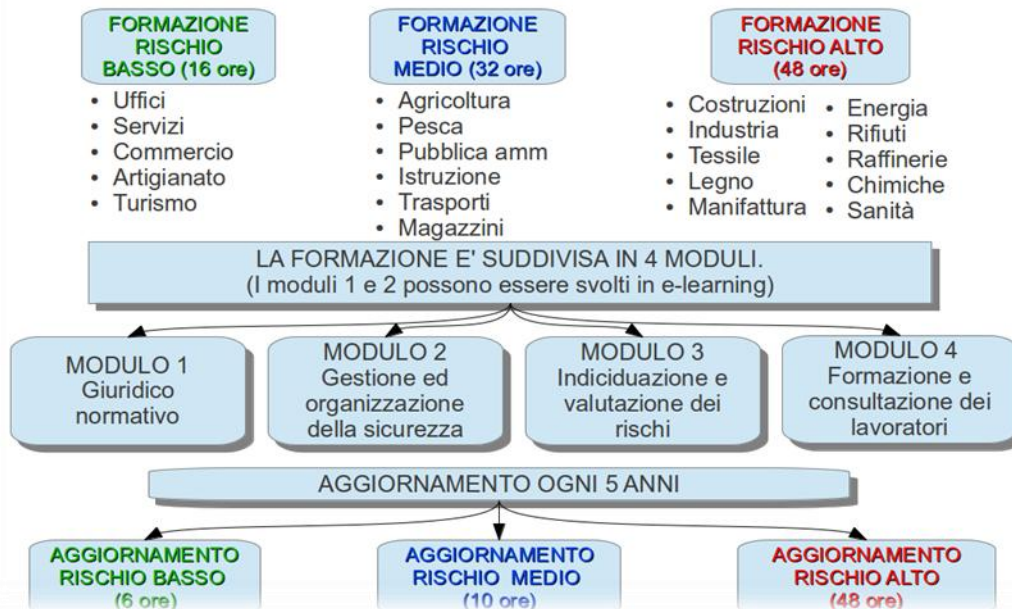 FORMAZIONE
RISCHIO
BASSO (16 ore)
• Uffici
• Servizi
• Commercio
• Artigianato
• Turismo
FORMAZIONE
RISCHIO
MEDIO (32 ore)
• Agricoltura
• Pesca
• Pubblica amm
• Istruzione
• Trasporti
• Magazzini
FORMAZIONE
RISCHIO ALTO
(48 ore)
• Costruzioni
• Industria
• Tessile
• Legno
• Manifattura
• Energia
• Rifiuti
• Raffinerie
• Chimiche
• Sanità
LA FORMAZIONE E' SUDDIVISA IN 4 MODULI.
(I moduli 1 e 2 possono essere svolti in e-learning)
MODULO 1
Giuridico
normativo
MODULO 2
Gestione ed
organizzazione
della sicurezza
MODULO 3
Indiciduazione e
valutazione dei
rischi
MODULO 4
Formazione e
consultazione dei
lavoratori
AGGIORNAMENTO OGNI 5 ANNI
AGGIORNAMENTO
RISCHIO BASSO
(6 ore)
AGGIORNAMENTO
RISCHIO MEDIO
(10 ore)
AGGIORNAMENTO
RISCHIO ALTO
(48 ore)